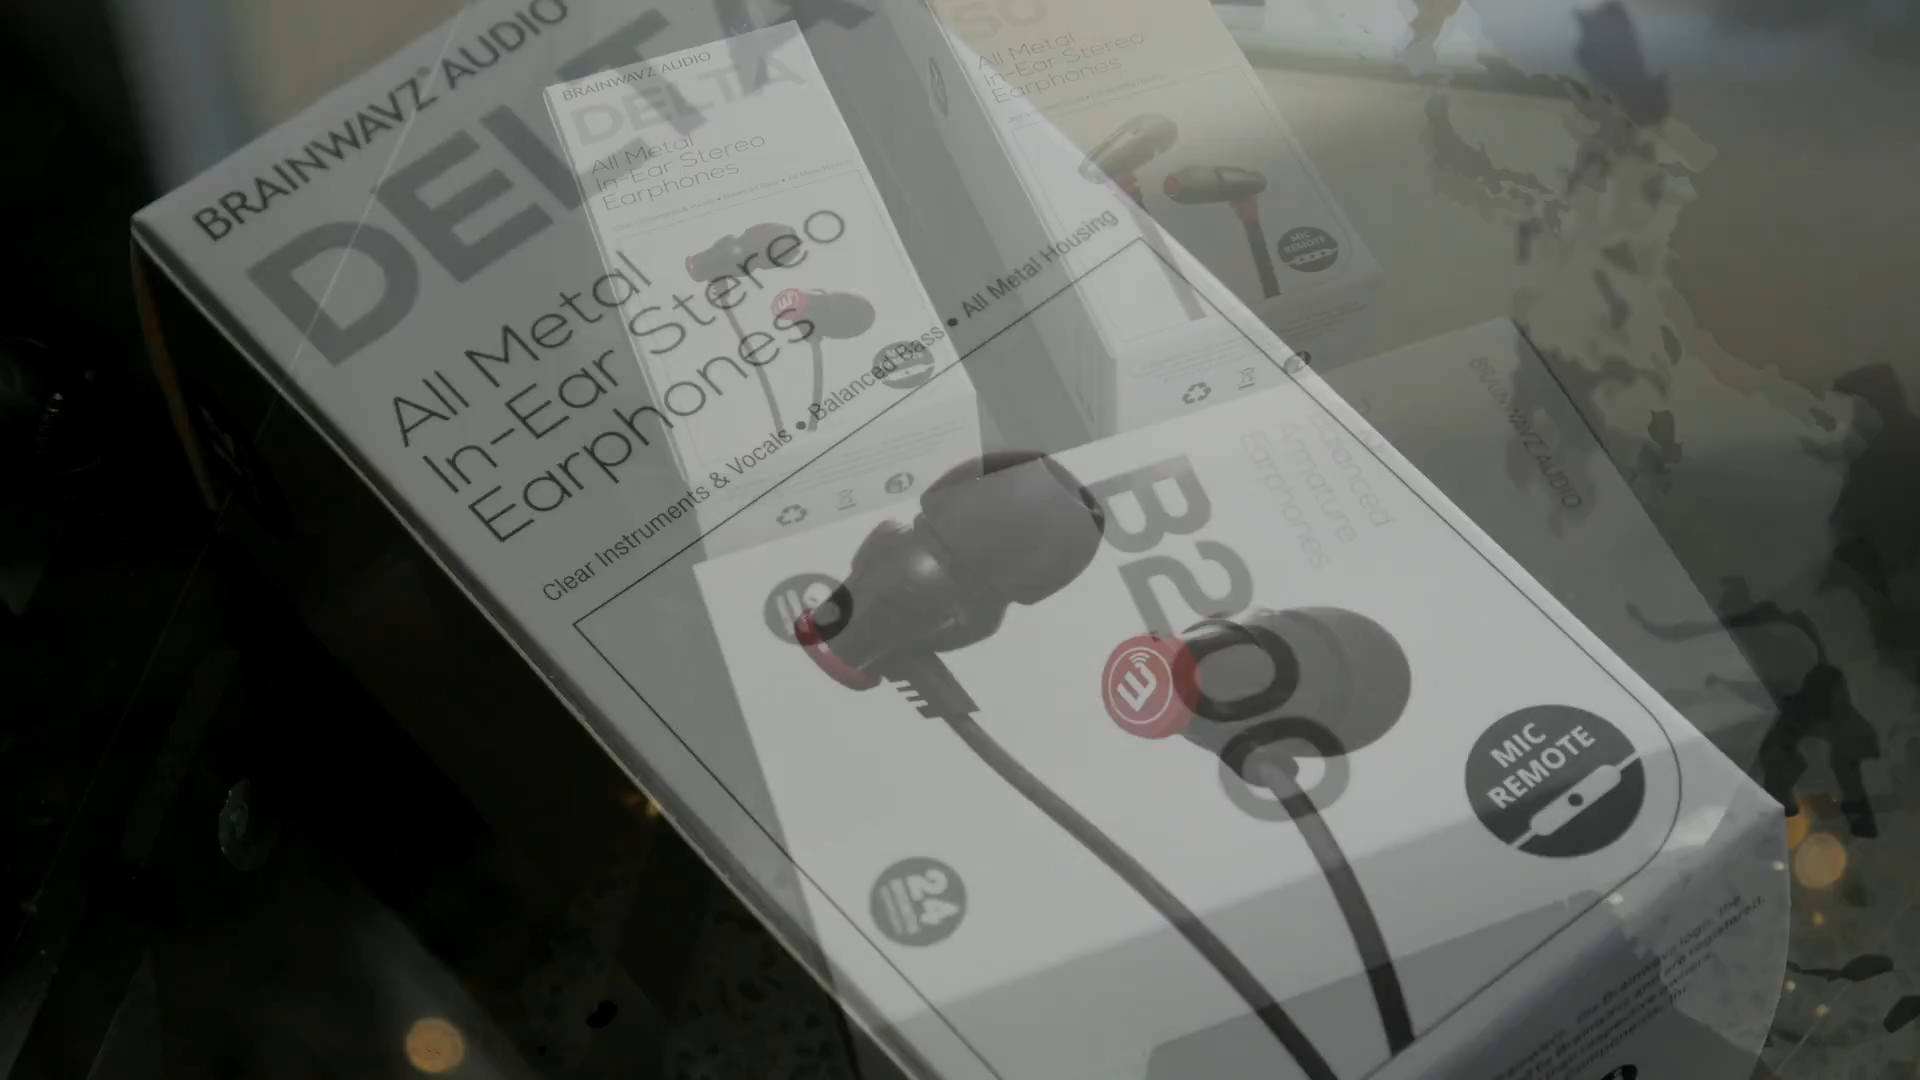 BRAINWAVZ AUDIO
DELTA
All Metal
In-Ear Stereo
Earphones
Clear Instruments & Vocals • Balanced Bass • All Metal Housing
MIC
REMOTE
BRAINWAVZ AUDIO
DELTA
All Metal
In-Ear Stereo
Earphones
All Metal
In-Ear Stereo
Earphones
MIC
REMOTE
BRAINWAVZ AUDIO
B200
Balanced
Armature
Earphones
24